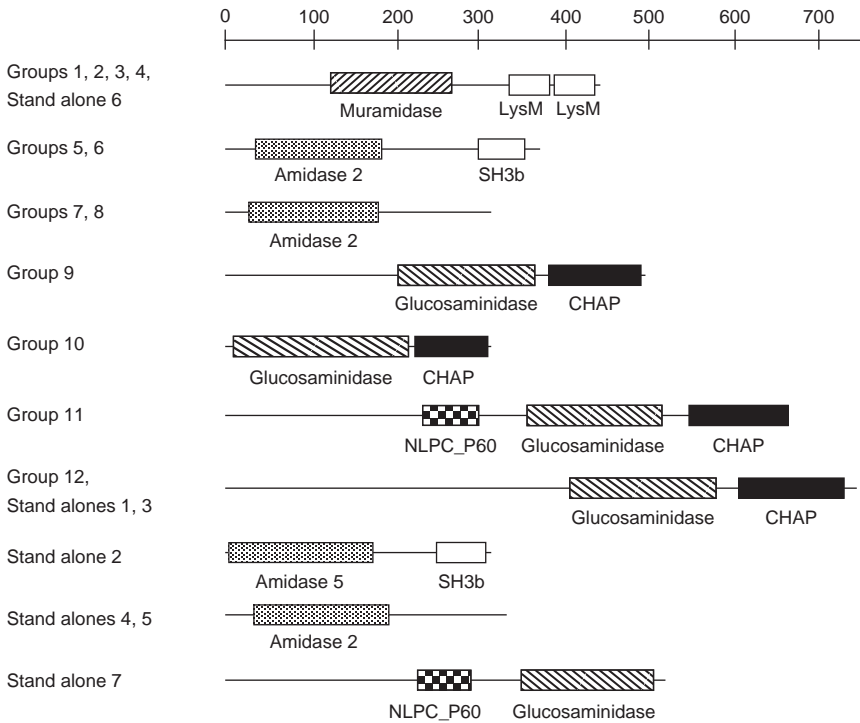 0 100 200 300 400 500 600 700
Groups 1, 2, 3, 4,
Stand alone 6
Muramidase LysM LysM
Groups 5, 6
Amidase 2 SH3b
Groups 7, 8
Amidase 2
Group 9
Glucosaminidase CHAP
Group 10
Glucosaminidase CHAP
Group 11
NLPC_P60 Glucosaminidase CHAP
Group 12,
Stand alones 1, 3
Glucosaminidase CHAP
Stand alone 2
Amidase 5 SH3b
Stand alones 4, 5
Amidase 2
Stand alone 7
NLPC_P60 Glucosaminidase